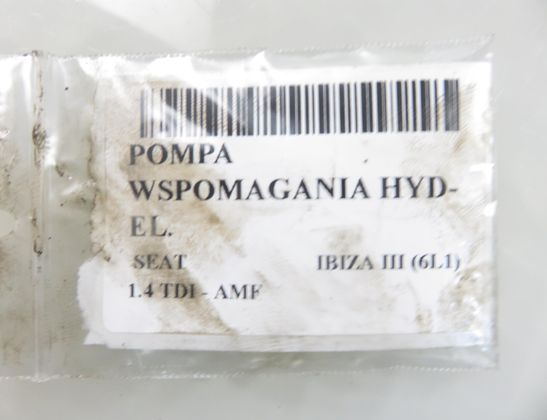 POMPA
WSPOMAGANIA HYD-
EL.
SEAT IBIZA III (6L1)
1.4 TDI - AMF